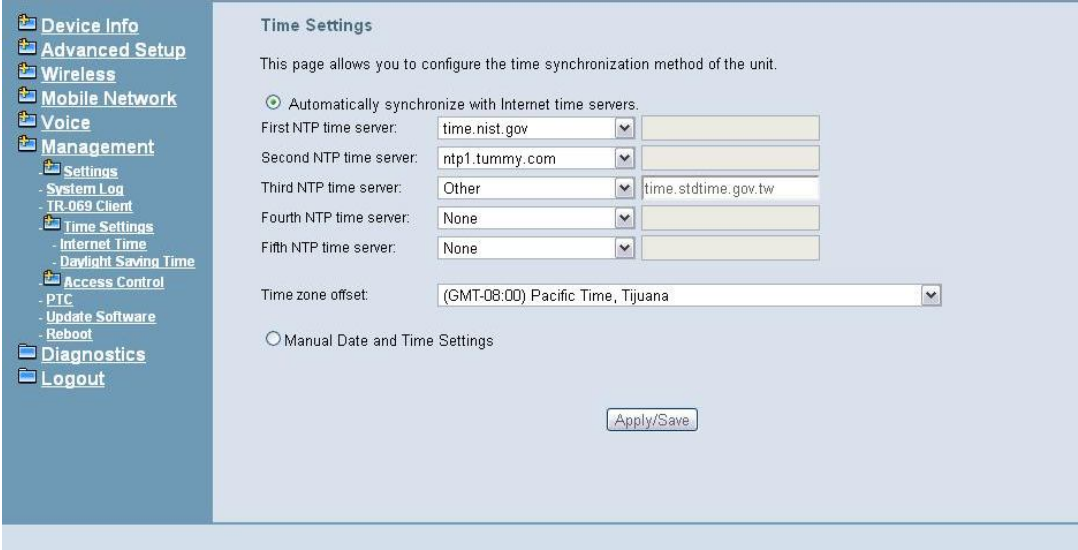 Device Info
Advanced Setup
Wireless
Mobile Network
Voice
Management
Settings
- System Log
- TR-069 Client
Time Settings
- Internet Time
- Daylight Saving Time
Access Control
- PTC
- Update Software
- Reboot
Diagnostics
Logout
Time Settings
This page allows you to configure the time synchronization method of the unit.
Automatically synchronize with Internet time servers.
First NTP time server: time.nist.gov
Second NTP time server: ntp1.tummy.com
Third NTP time server: Other time.stdtime.gov.tw
Fourth NTP time server: None
Fifth NTP time server: None
Time zone offset: (GMT-08:00) Pacific Time, Tijuana
Manual Date and Time Settings
Apply/Save